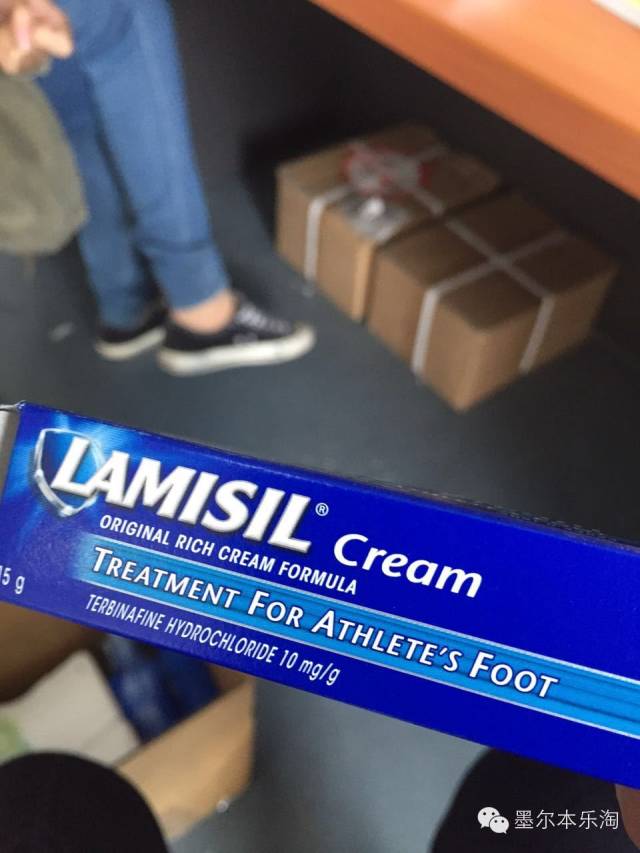 LAMISIL® Cream
ORIGINAL RICH CREAM FORMULA
TREATMENT FOR ATHLETE'S FOOT
TERBINAFINE HYDROCHLORIDE 10 mg/g
15 g
墨尔本乐淘